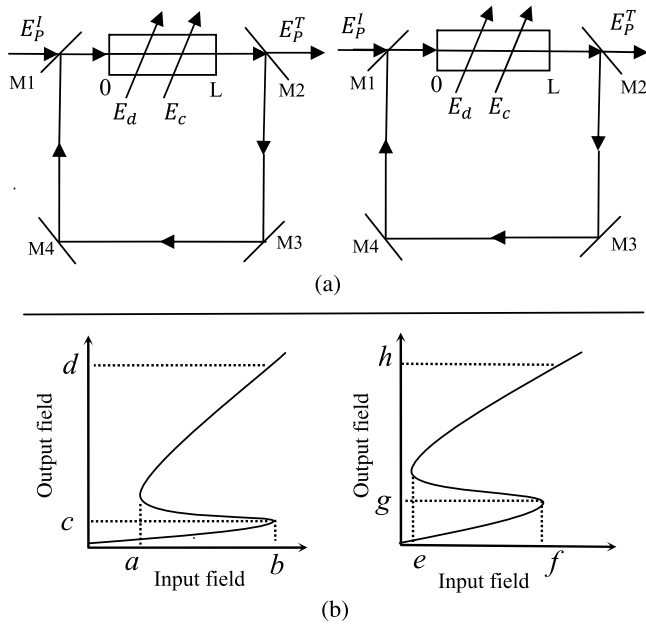 E_P^I E_P^T E_P^I E_P^T
M1 0 L M2 M1 0 L M2
E_d E_c E_d E_c
M4 M3 M4 M3
(a)
d h
Output field Output field
c g
a b e f
Input field Input field
(b)